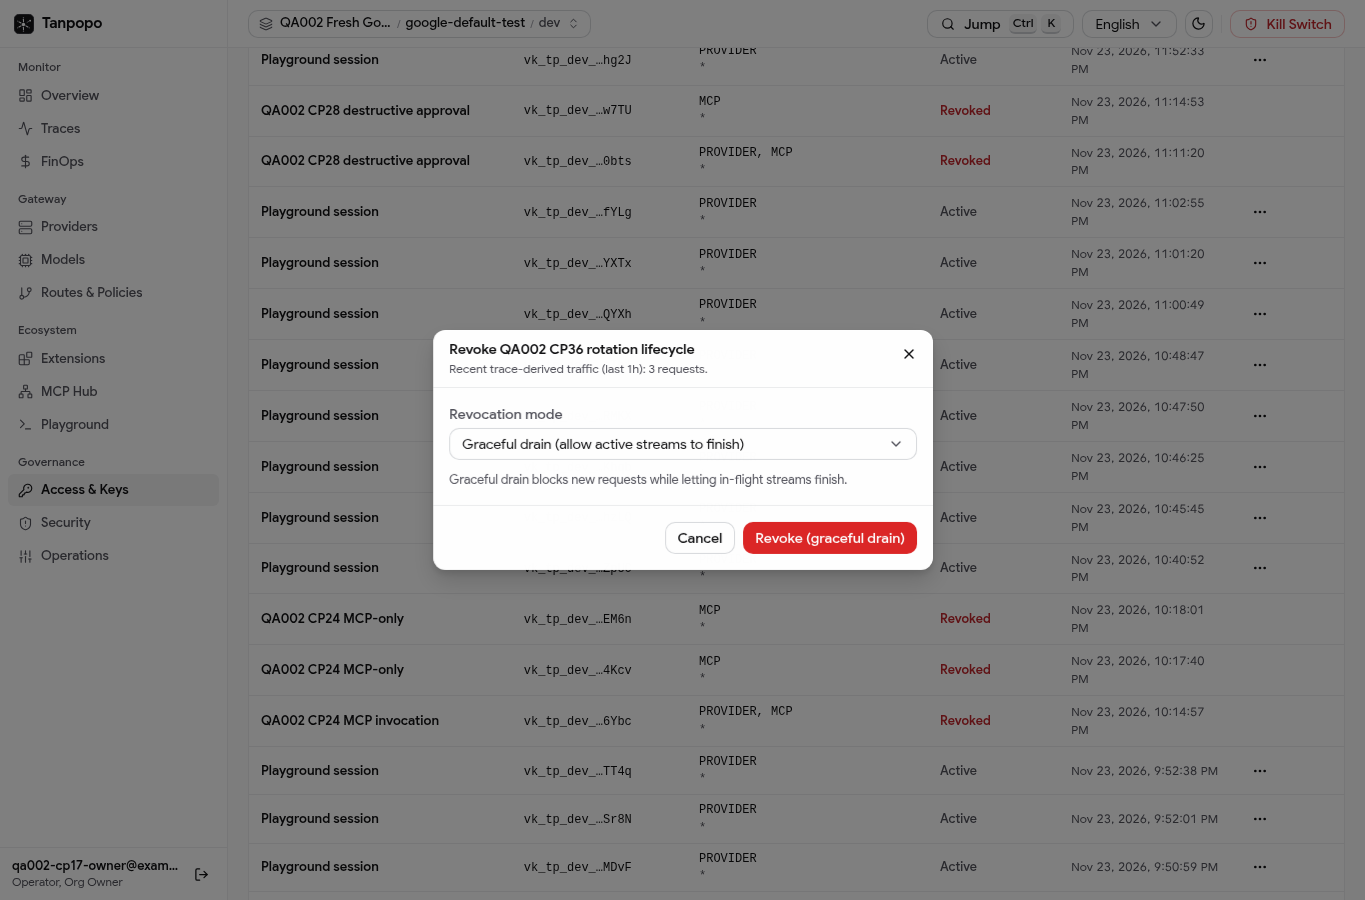 Tanpopo
QA002 Fresh Go... / google-default-test / dev
Jump Ctrl K
English
Kill Switch
Monitor
Overview
Traces
FinOps
Gateway
Providers
Models
Routes & Policies
Ecosystem
Extensions
MCP Hub
Playground
Governance
Access & Keys
Security
Operations
qa002-cp17-owner@exam...
Operator, Org Owner
Playground session vk_tp_dev_…hg2J PROVIDER * Active Nov 23, 2026, 11:52:33 PM
QA002 CP28 destructive approval vk_tp_dev_…w7TU MCP * Revoked Nov 23, 2026, 11:14:53 PM
QA002 CP28 destructive approval vk_tp_dev_…0bts PROVIDER, MCP * Revoked Nov 23, 2026, 11:11:20 PM
Playground session vk_tp_dev_…fYLg PROVIDER * Active Nov 23, 2026, 11:02:55 PM
Playground session vk_tp_dev_…YXTx PROVIDER * Active Nov 23, 2026, 11:01:20 PM
Playground session vk_tp_dev_…QYXh PROVIDER * Active Nov 23, 2026, 11:00:49 PM
Playground session Active Nov 23, 2026, 10:48:47 PM
Playground session Active Nov 23, 2026, 10:47:50 PM
Playground session Active Nov 23, 2026, 10:46:25 PM
Playground session Active Nov 23, 2026, 10:45:45 PM
Playground session * Active Nov 23, 2026, 10:40:52 PM
QA002 CP24 MCP-only vk_tp_dev_…EM6n MCP * Revoked Nov 23, 2026, 10:18:01 PM
QA002 CP24 MCP-only vk_tp_dev_…4Kcv MCP * Revoked Nov 23, 2026, 10:17:40 PM
QA002 CP24 MCP invocation vk_tp_dev_…6Ybc PROVIDER, MCP * Revoked Nov 23, 2026, 10:14:57 PM
Playground session vk_tp_dev_…TT4q PROVIDER * Active Nov 23, 2026, 9:52:38 PM
Playground session vk_tp_dev_…Sr8N PROVIDER * Active Nov 23, 2026, 9:52:01 PM
Playground session vk_tp_dev_…MDvF PROVIDER * Active Nov 23, 2026, 9:50:59 PM
Revoke QA002 CP36 rotation lifecycle
Recent trace-derived traffic (last 1h): 3 requests.
Revocation mode
Graceful drain (allow active streams to finish)
Graceful drain blocks new requests while letting in-flight streams finish.
Cancel
Revoke (graceful drain)